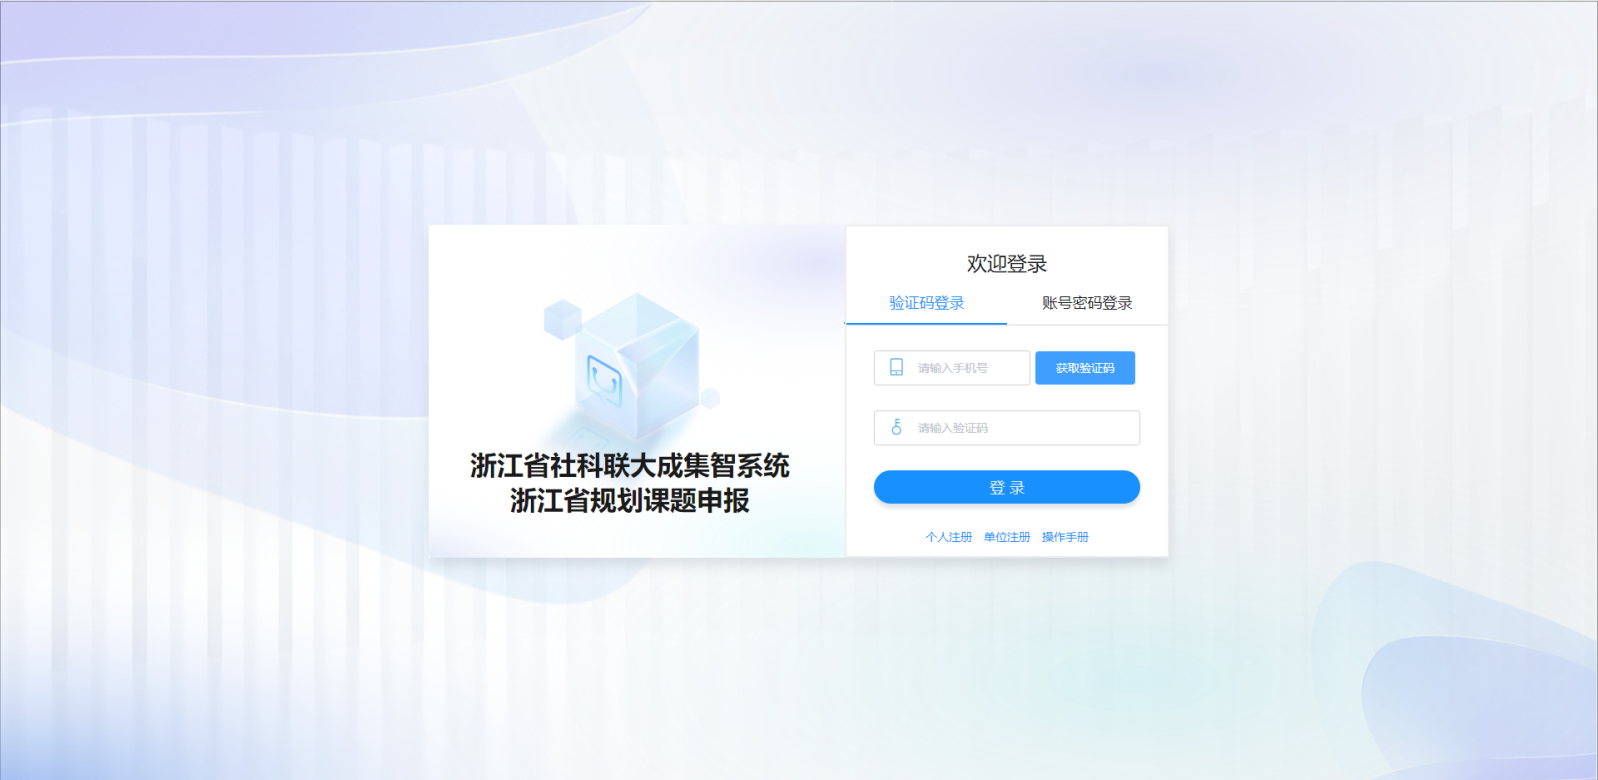 浙江省社科联大成集智系统
浙江省规划课题申报
欢迎登录
验证码登录 账号密码登录
请输入手机号 获取验证码
请输入验证码
登 录
个人注册 单位注册 操作手册